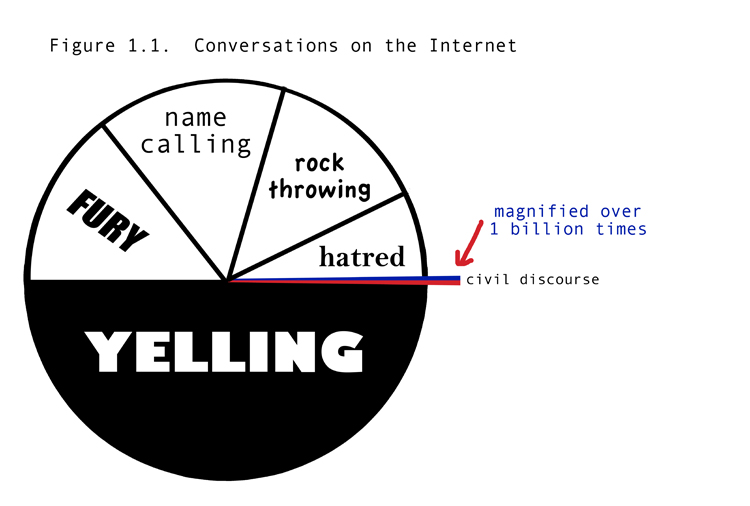 Figure 1.1.  Conversations on the Internet
name
calling
rock
throwing
FURY
magnified over
1 billion times
hatred
civil discourse
YELLING